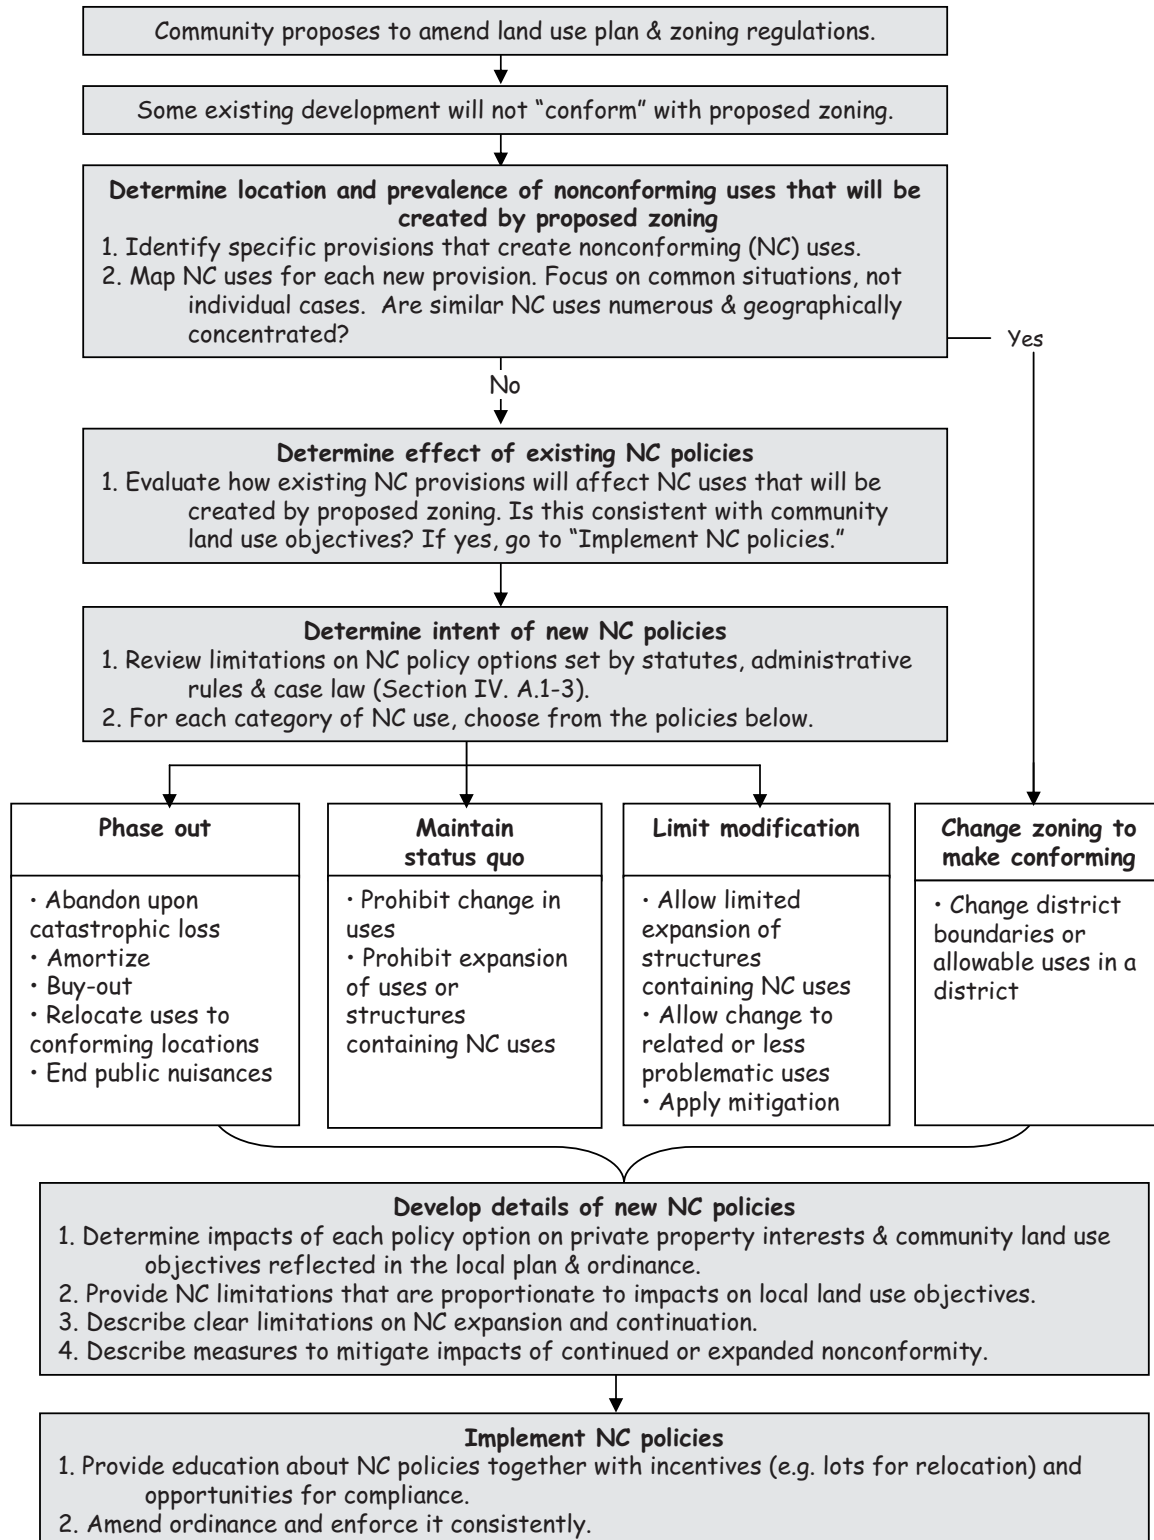 Community proposes to amend land use plan & zoning regulations.
Some existing development will not “conform” with proposed zoning.
Determine location and prevalence of nonconforming uses that will be
created by proposed zoning
1. Identify specific provisions that create nonconforming (NC) uses.
2. Map NC uses for each new provision. Focus on common situations, not
individual cases. Are similar NC uses numerous & geographically
concentrated?
Yes
No
Determine effect of existing NC policies
1. Evaluate how existing NC provisions will affect NC uses that will be
created by proposed zoning. Is this consistent with community
land use objectives? If yes, go to “Implement NC policies.”
Determine intent of new NC policies
1. Review limitations on NC policy options set by statutes, administrative
rules & case law (Section IV. A.1-3).
2. For each category of NC use, choose from the policies below.
Phase out
• Abandon upon
catastrophic loss
• Amortize
• Buy-out
• Relocate uses to
conforming locations
• End public nuisances
Maintain
status quo
• Prohibit change in
uses
• Prohibit expansion
of uses or
structures
containing NC uses
Limit modification
• Allow limited
expansion of
structures
containing NC uses
• Allow change to
related or less
problematic uses
• Apply mitigation
Change zoning to
make conforming
• Change district
boundaries or
allowable uses in a
district
Develop details of new NC policies
1. Determine impacts of each policy option on private property interests & community land use
objectives reflected in the local plan & ordinance.
2. Provide NC limitations that are proportionate to impacts on local land use objectives.
3. Describe clear limitations on NC expansion and continuation.
4. Describe measures to mitigate impacts of continued or expanded nonconformity.
Implement NC policies
1. Provide education about NC policies together with incentives (e.g. lots for relocation) and
opportunities for compliance.
2. Amend ordinance and enforce it consistently.